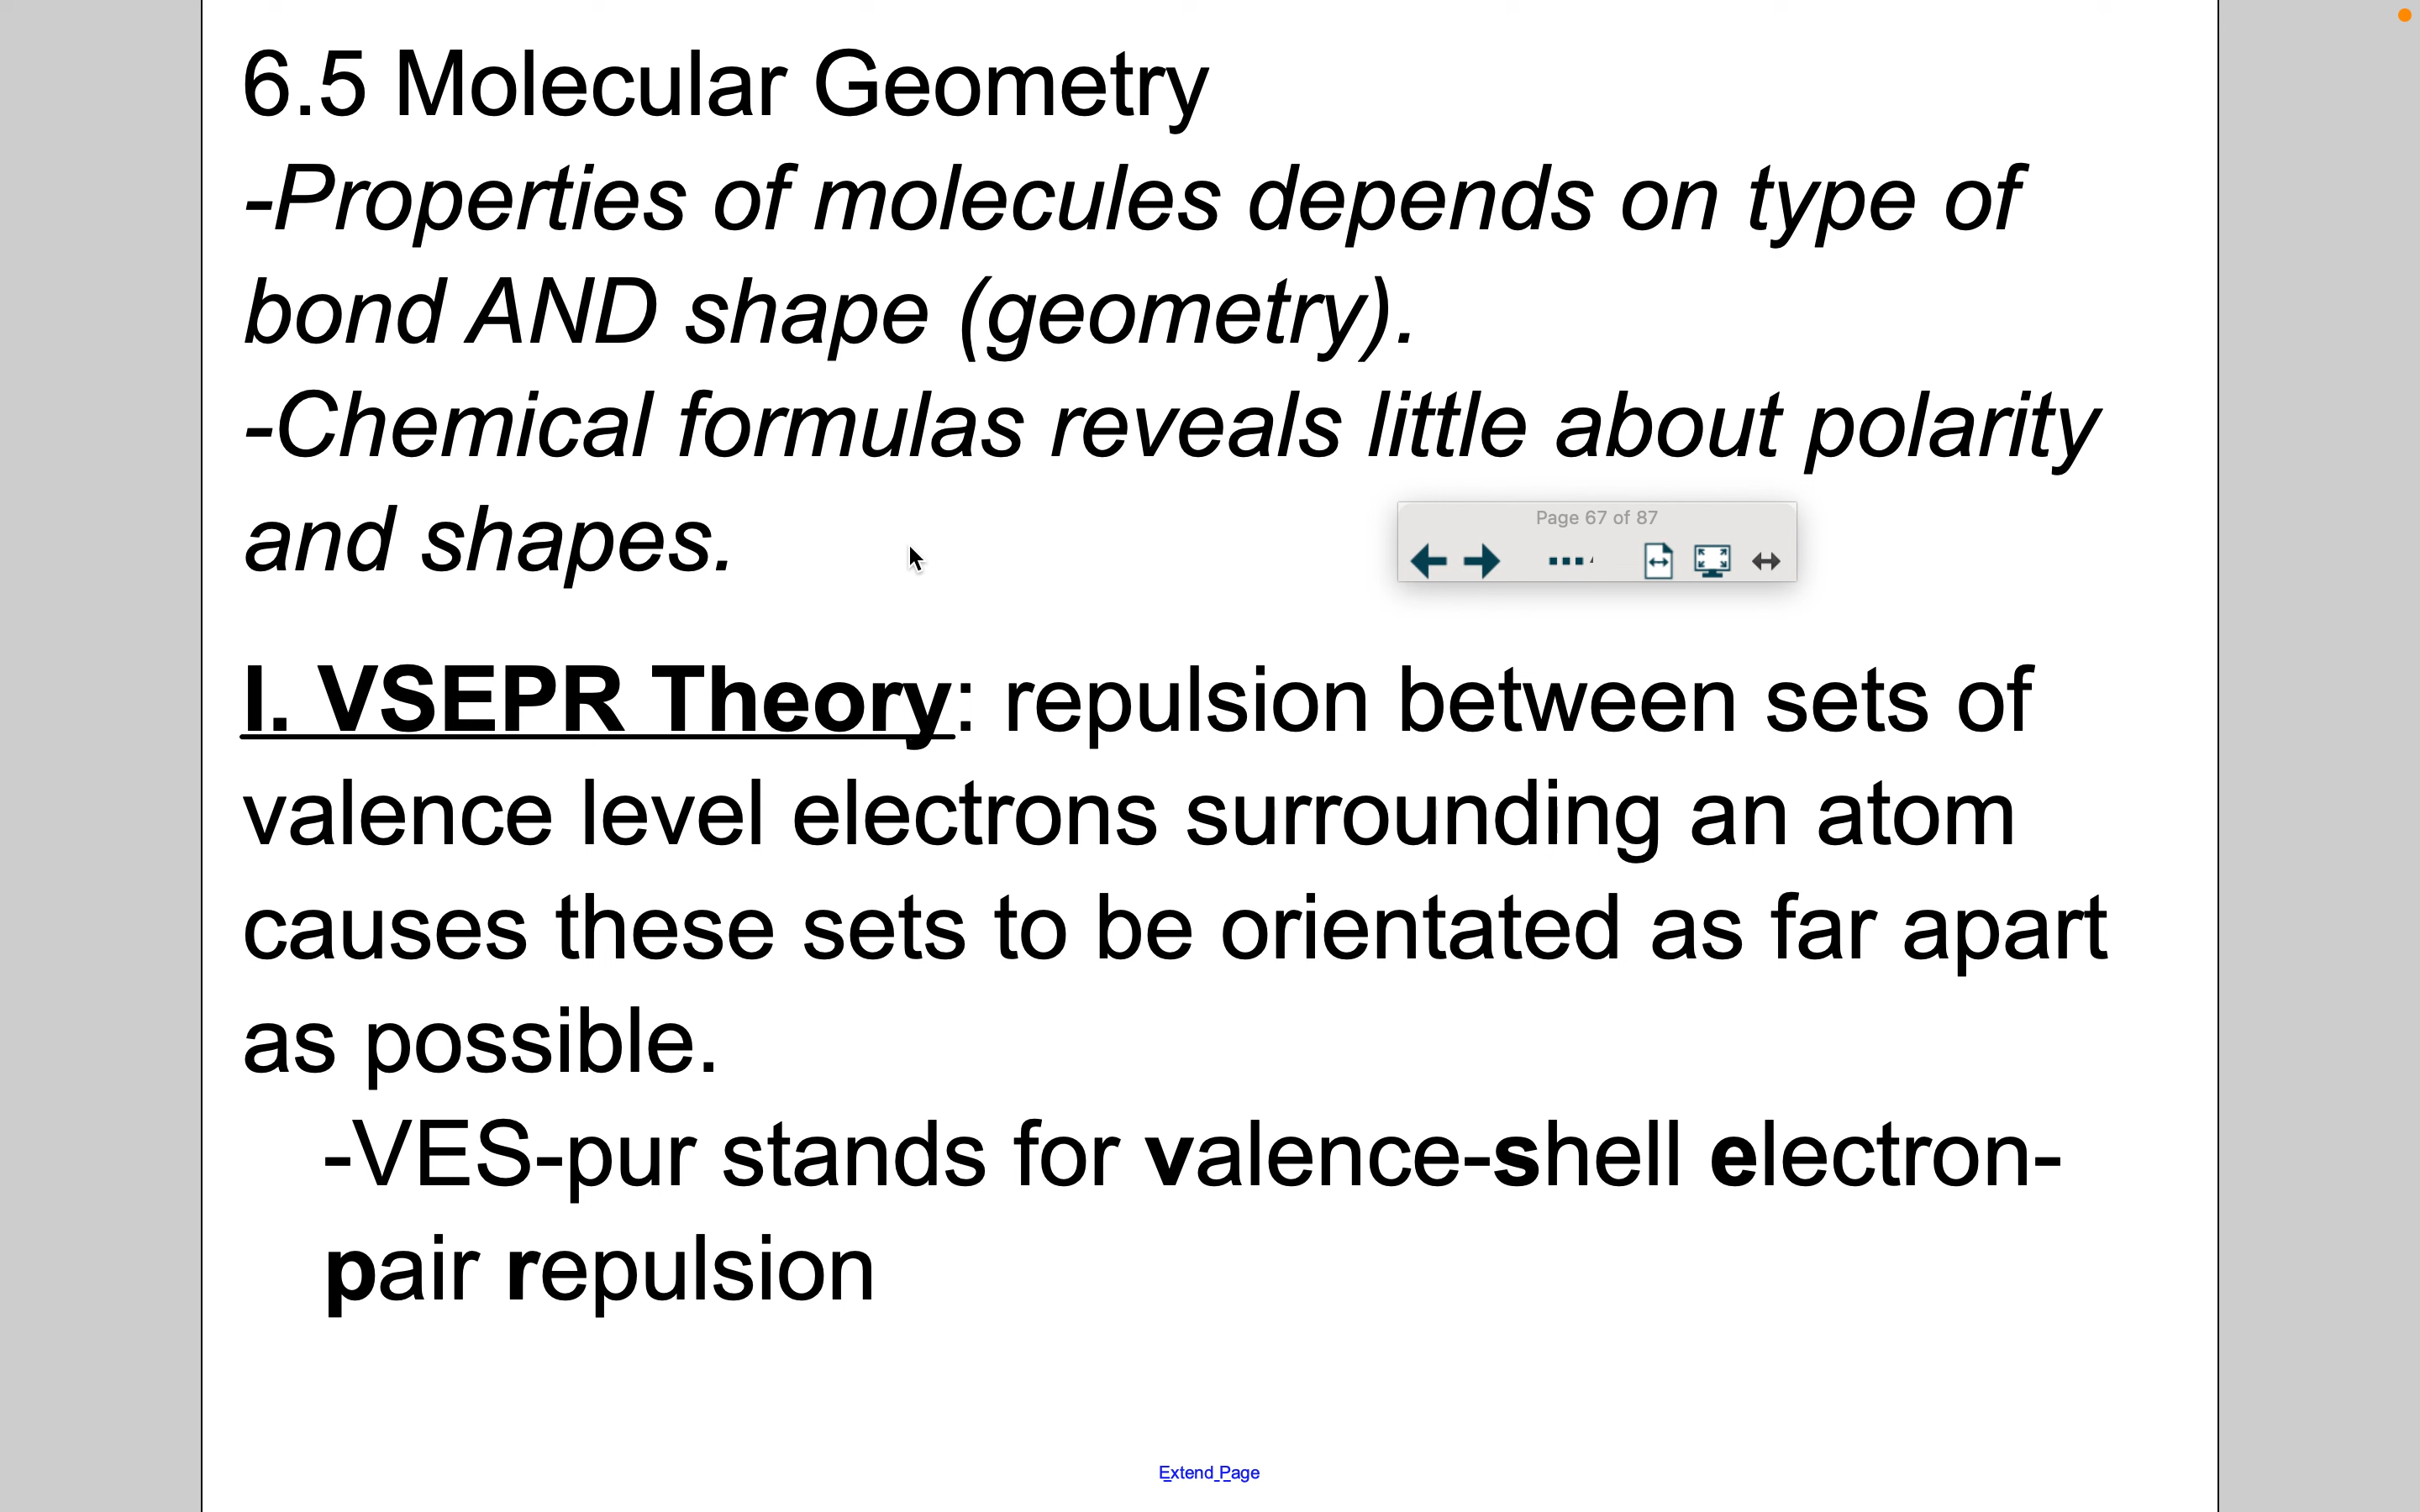 6.5 Molecular Geometry
-Properties of molecules depends on type of
bond AND shape (geometry).
-Chemical formulas reveals little about polarity
and shapes.
Page 67 of 87
I. VSEPR Theory: repulsion between sets of
valence level electrons surrounding an atom
causes these sets to be orientated as far apart
as possible.
-VES-pur stands for valence-shell electron-
pair repulsion
Extend Page